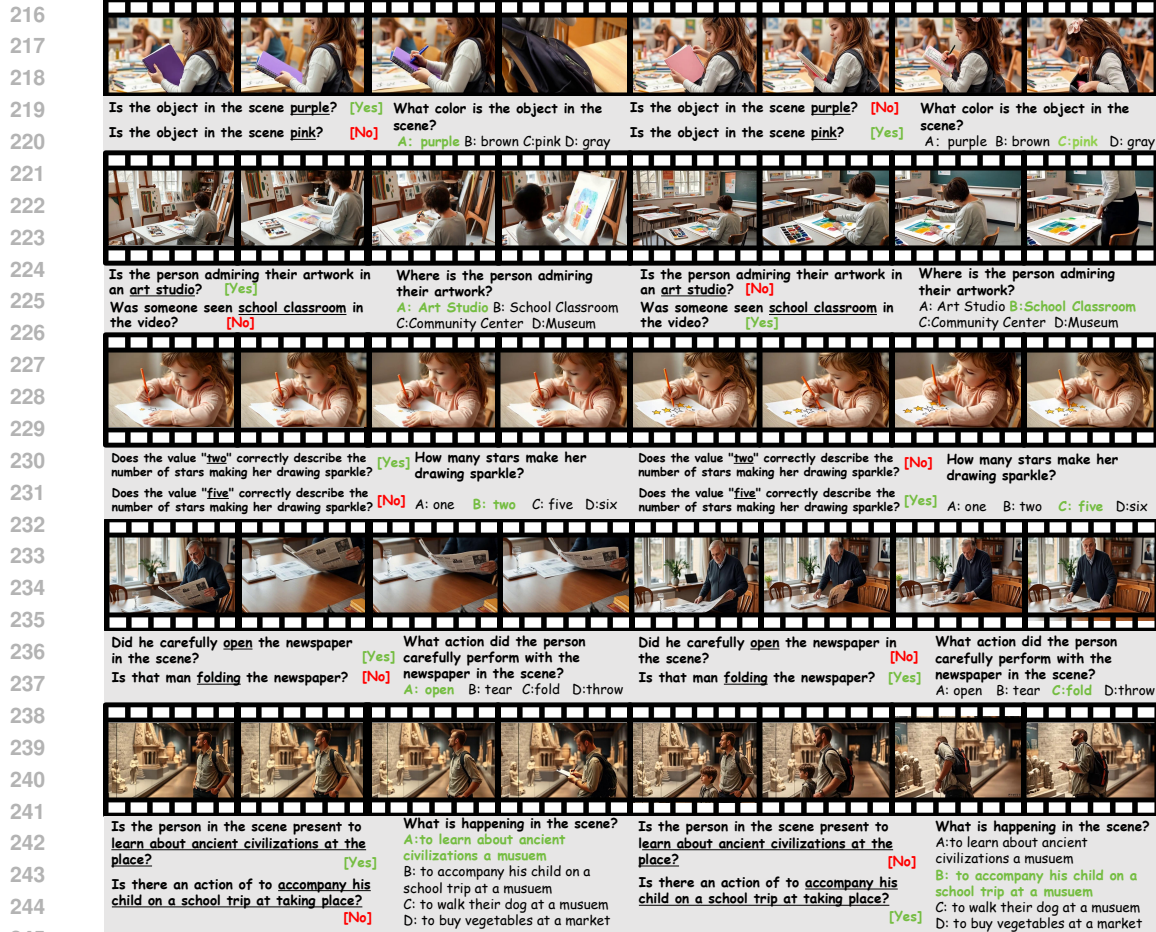 216
217
218
219
220
221
222
223
224
225
226
227
228
229
230
231
232
233
234
235
236
237
238
239
240
241
242
243
244
Is the object in the scene purple? [Yes]
Is the object in the scene pink? [No]
What color is the object in the
scene?
A: purple B: brown C:pink D: gray
Is the object in the scene purple? [No]
Is the object in the scene pink? [Yes]
What color is the object in the
scene?
A: purple B: brown C:pink D: gray
Is the person admiring their artwork in
an art studio? [Yes]
Was someone seen school classroom in
the video? [No]
Where is the person admiring
their artwork?
A: Art Studio B: School Classroom
C:Community Center D:Museum
Is the person admiring their artwork in
an art studio? [No]
Was someone seen school classroom in
the video? [Yes]
Where is the person admiring
their artwork?
A: Art Studio B:School Classroom
C:Community Center D:Museum
Does the value "two" correctly describe the
number of stars making her drawing sparkle? [Yes]
Does the value "five" correctly describe the
number of stars making her drawing sparkle? [No]
How many stars make her
drawing sparkle?
A: one B: two C: five D:six
Does the value "two" correctly describe the
number of stars making her drawing sparkle? [No]
Does the value "five" correctly describe the
number of stars making her drawing sparkle? [Yes]
How many stars make her
drawing sparkle?
A: one B: two C: five D:six
Did he carefully open the newspaper
in the scene? [Yes]
Is that man folding the newspaper? [No]
What action did the person
carefully perform with the
newspaper in the scene?
A: open B: tear C:fold D:throw
Did he carefully open the newspaper in
the scene? [No]
Is that man folding the newspaper? [Yes]
What action did the person
carefully perform with the
newspaper in the scene?
A: open B: tear C:fold D:throw
Is the person in the scene present to
learn about ancient civilizations at the
place? [Yes]
Is there an action of to accompany his
child on a school trip at taking place?
[No]
What is happening in the scene?
A:to learn about ancient
civilizations a musuem
B: to accompany his child on a
school trip at a musuem
C: to walk their dog at a musuem
D: to buy vegetables at a market
Is the person in the scene present to
learn about ancient civilizations at the
place? [No]
Is there an action of to accompany his
child on a school trip at taking place?
[Yes]
What is happening in the scene?
A:to learn about ancient
civilizations a musuem
B: to accompany his child on a
school trip at a musuem
C: to walk their dog at a musuem
D: to buy vegetables at a market